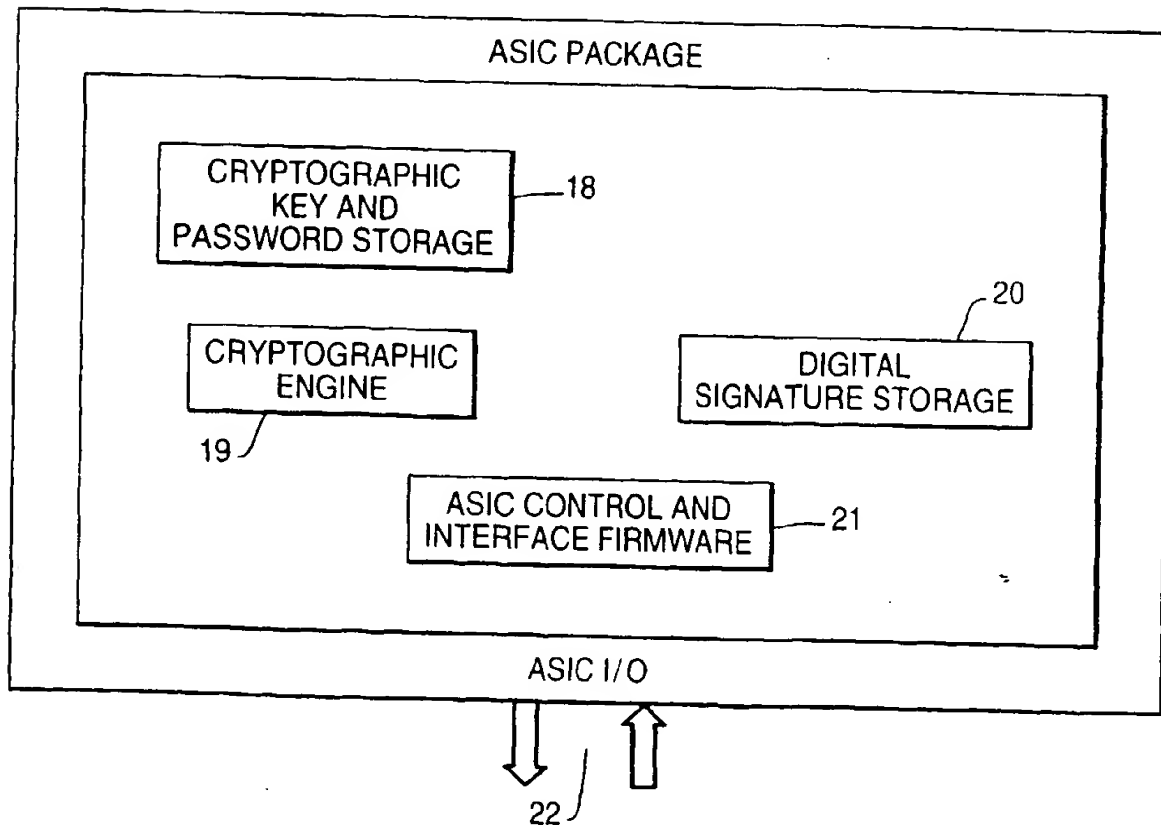 ASIC PACKAGE
CRYPTOGRAPHIC
KEY AND
PASSWORD STORAGE
18
CRYPTOGRAPHIC
ENGINE
19
20
DIGITAL
SIGNATURE STORAGE
ASIC CONTROL AND
INTERFACE FIRMWARE
21
ASIC I/O
22